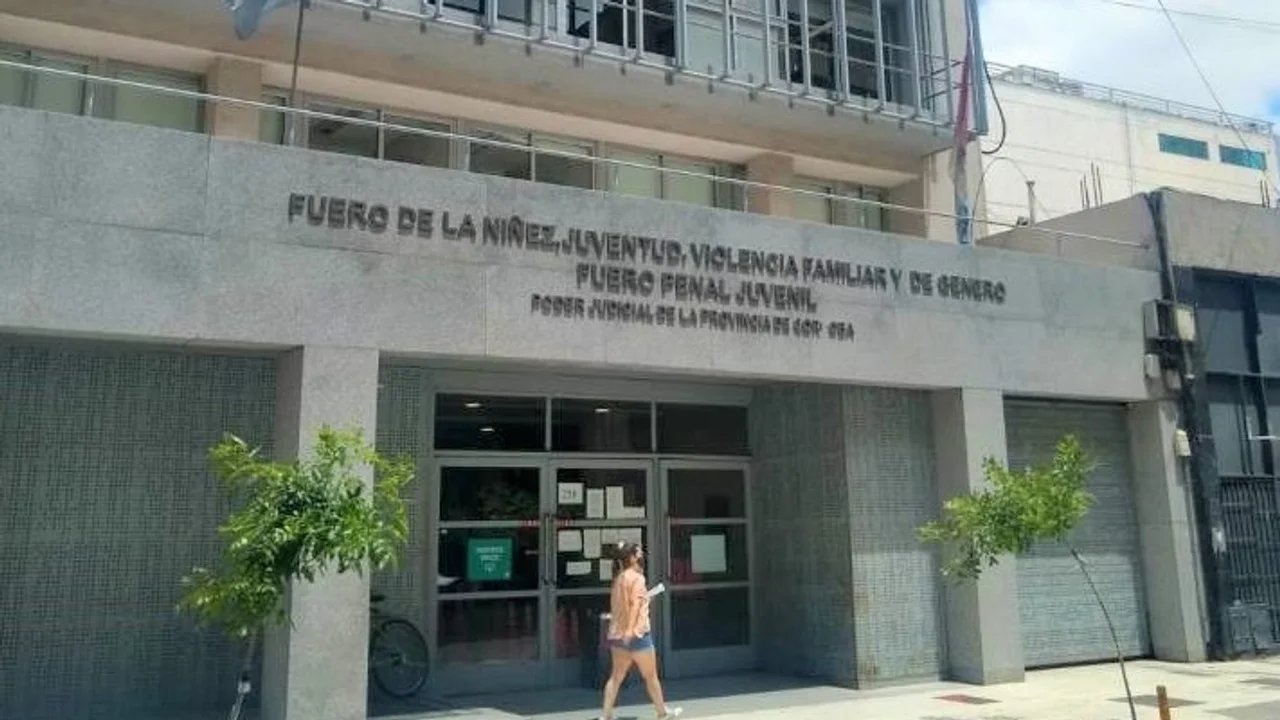 FUERO DE LA NIÑEZ, JUVENTUD, VIOLENCIA FAMILIAR Y DE GENERO
FUERO PENAL JUVENIL
PODER JUDICIAL DE LA PROVINCIA DE COR OBA